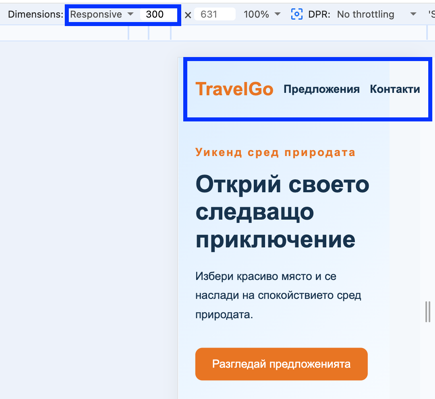 Dimensions: Responsive 300 × 631 100% DPR: No throttling
TravelGo Предложения Контакти
Уикенд сред природата
Открий своето
следващо
приключение
Избери красиво място и се
наслади на спокойствието сред
природата.
Разгледай предложенията